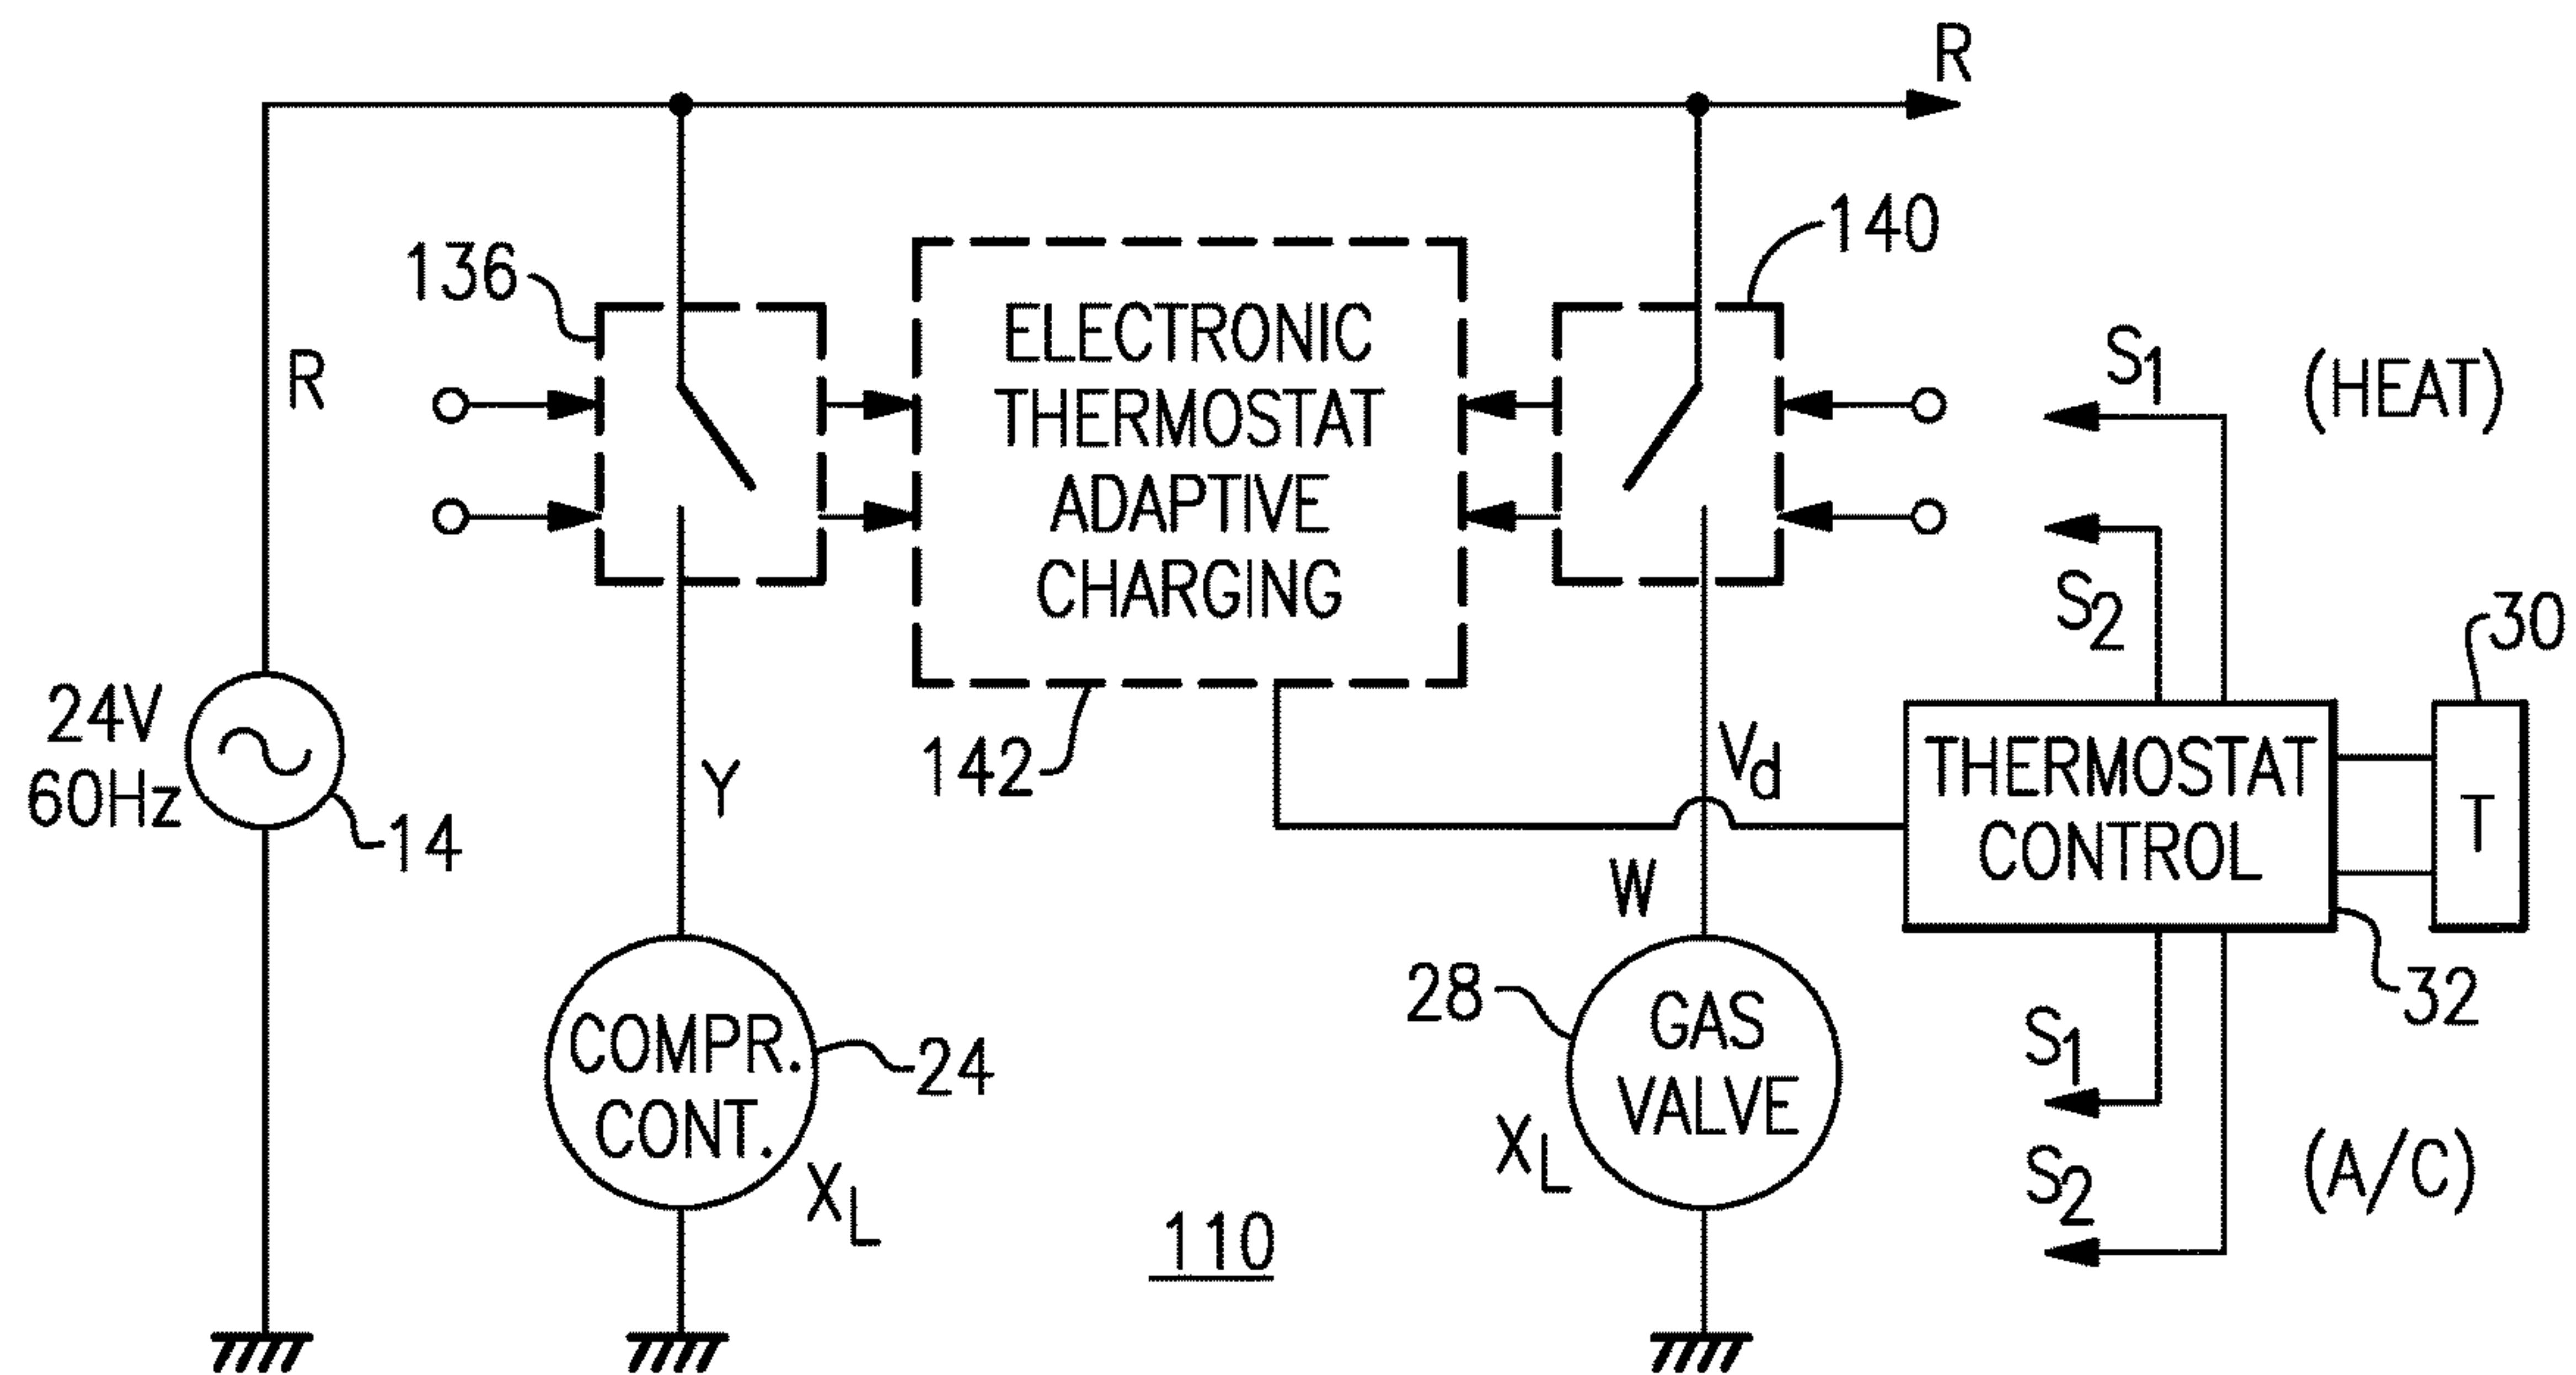 R
140
136
ELECTRONIC
THERMOSTAT
ADAPTIVE
CHARGING
R
S1
(HEAT)
S2
30
24V
60Hz
14
142
Y
Vd
THERMOSTAT
CONTROL
T
W
32
COMPR.
CONT.
24
XL
28
GAS
VALVE
XL
S1
S2
(A/C)
110